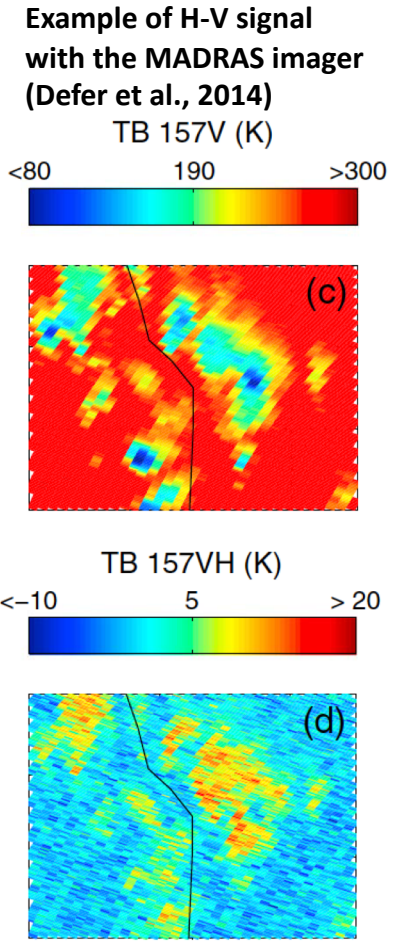 Example of H-V signal
with the MADRAS imager
(Defer et al., 2014)
TB 157V (K)
<80 190 >300
(c)
TB 157VH (K)
<−10 5 > 20
(d)